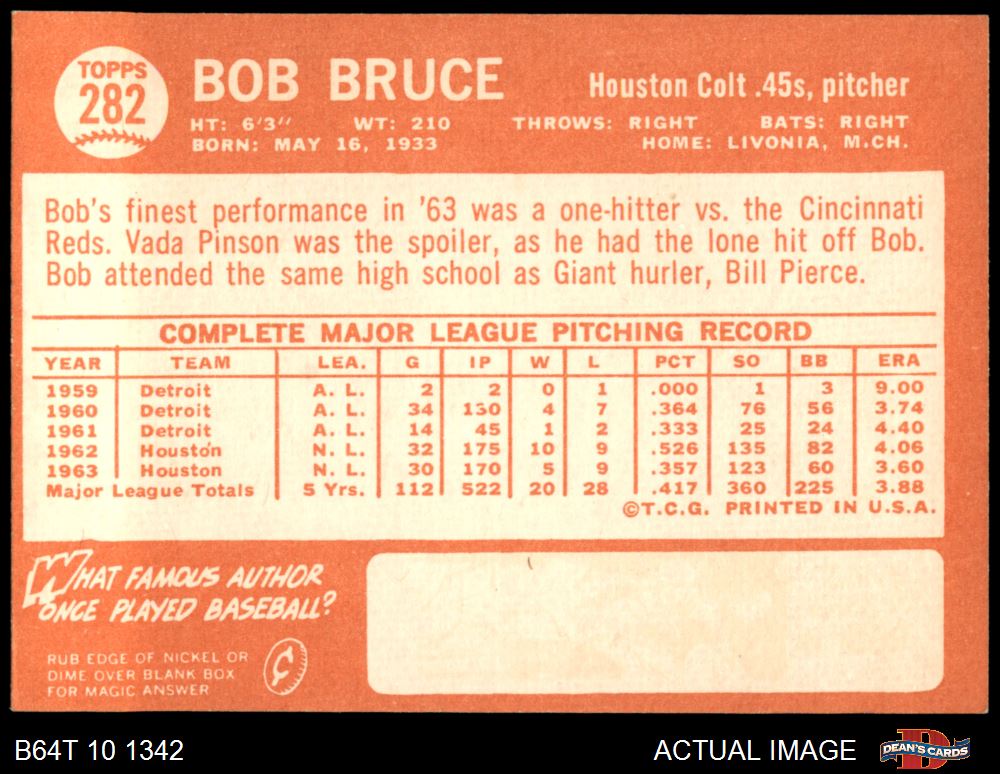 TOPPS
282
BOB BRUCE
Houston Colt .45s, pitcher
HT: 6'3" WT: 210 THROWS: RIGHT BATS: RIGHT
BORN: MAY 16, 1933 HOME: LIVONIA, M.CH.
Bob's finest performance in '63 was a one-hitter vs. the Cincinnati
Reds. Vada Pinson was the spoiler, as he had the lone hit off Bob.
Bob attended the same high school as Giant hurler, Bill Pierce.
COMPLETE MAJOR LEAGUE PITCHING RECORD
YEAR TEAM LEA. G IP W L PCT SO BB ERA
1959 Detroit A. L. 2 2 0 1 .000 1 3 9.00
1960 Detroit A. L. 34 130 4 7 .364 76 56 3.74
1961 Detroit A. L. 14 45 1 2 .333 25 24 4.40
1962 Houston N. L. 32 175 10 9 .526 135 82 4.06
1963 Houston N. L. 30 170 5 9 .357 123 60 3.60
Major League Totals 5 Yrs. 112 522 20 28 .417 360 225 3.88
©T.C.G. PRINTED IN U.S.A.
WHAT FAMOUS AUTHOR
ONCE PLAYED BASEBALL?
RUB EDGE OF NICKEL OR
DIME OVER BLANK BOX
FOR MAGIC ANSWER
¢
B64T 10 1342 ACTUAL IMAGE DEAN'S CARDS